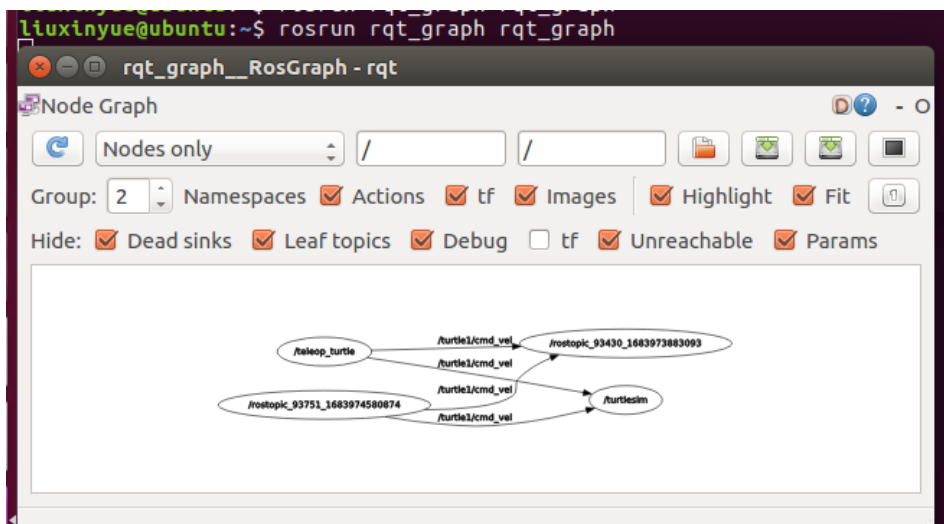 liuxinyue@ubuntu:~$ rosrun rqt_graph rqt_graph
rqt_graph__RosGraph - rqt
Node Graph D ? - O
Nodes only / /
Group: 2 Namespaces Actions tf Images Highlight Fit
Hide: Dead sinks Leaf topics Debug tf Unreachable Params
/teleop_turtle /turtle1/cmd_vel /rostopic_93430_1683973883093
/turtle1/cmd_vel
/turtle1/cmd_vel
/rostopic_93751_1683974580874 /turtlesim
/turtle1/cmd_vel